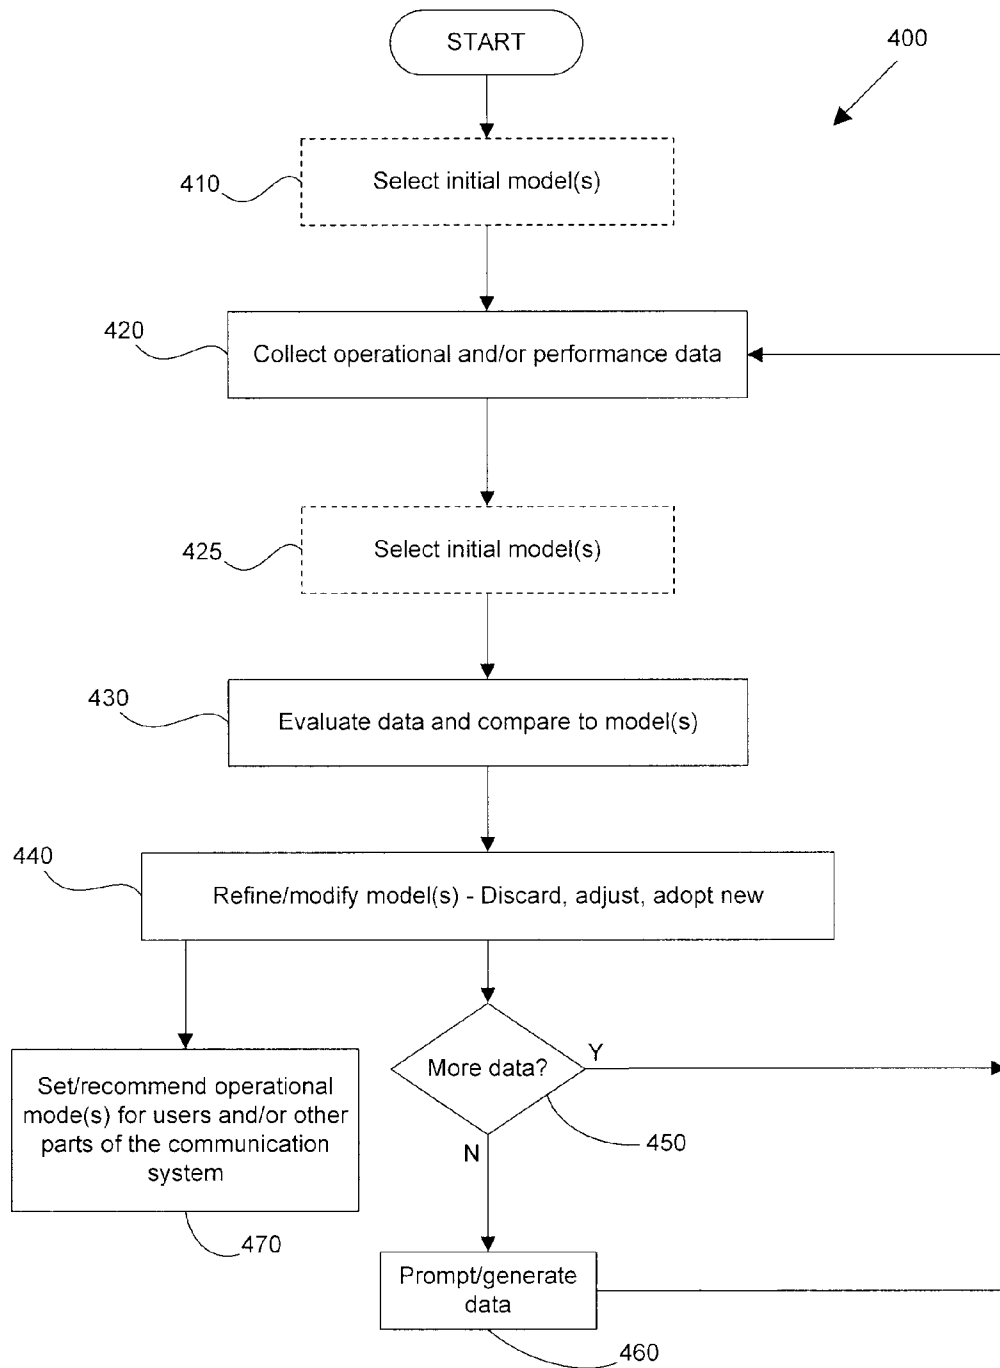 START
400
410
Select initial model(s)
420
Collect operational and/or performance data
425
Select initial model(s)
430
Evaluate data and compare to model(s)
440
Refine/modify model(s) - Discard, adjust, adopt new
More data?
Y
450
N
Set/recommend operational
mode(s) for users and/or other
parts of the communication
system
470
Prompt/generate
data
460